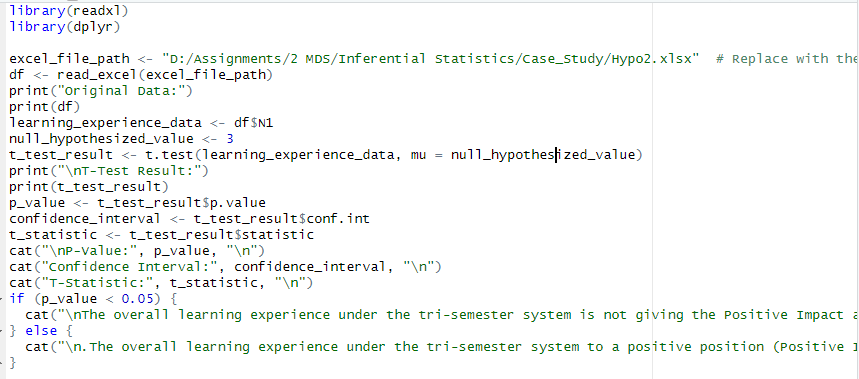 library(readxl)
library(dplyr)
excel_file_path <- "D:/Assignments/2 MDS/Inferential Statistics/Case_Study/Hypo2.xlsx"  # Replace with the
df <- read_excel(excel_file_path)
print("Original Data:")
print(df)
learning_experience_data <- df$N1
null_hypothesized_value <- 3
t_test_result <- t.test(learning_experience_data, mu = null_hypothesized_value)
print("\nT-Test Result:")
print(t_test_result)
p_value <- t_test_result$p.value
confidence_interval <- t_test_result$conf.int
t_statistic <- t_test_result$statistic
cat("\nP-Value:", p_value, "\n")
cat("Confidence Interval:", confidence_interval, "\n")
cat("T-Statistic:", t_statistic, "\n")
if (p_value < 0.05) {
  cat("\nThe overall learning experience under the tri-semester system is not giving the Positive Impact a
} else {
  cat("\n.The overall learning experience under the tri-semester system to a positive position (Positive I
}